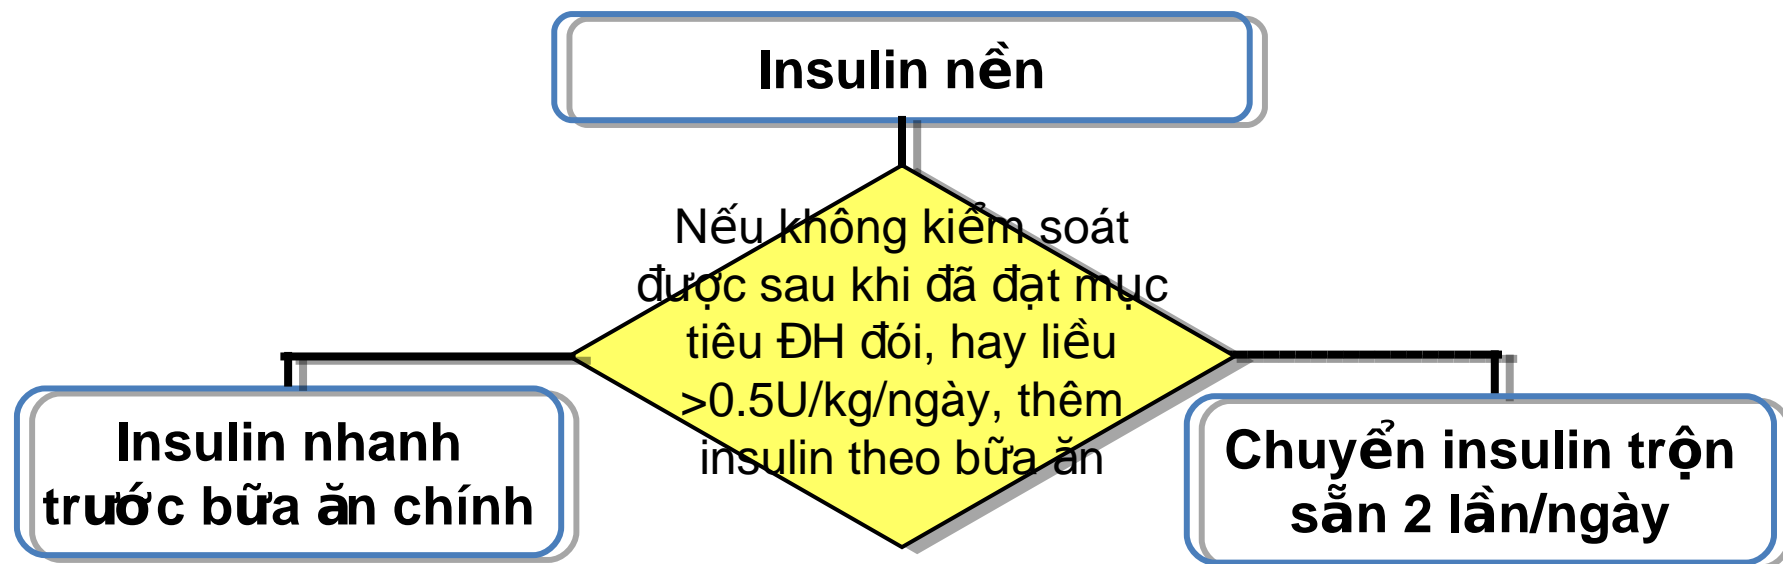 Insulin nền
Nếu không kiểm soát
được sau khi đã đạt mục
tiêu ĐH đói, hay liều
>0.5U/kg/ngày, thêm
insulin theo bữa ăn
Insulin nhanh
trước bữa ăn chính
Chuyển insulin trộn
sẵn 2 lần/ngày